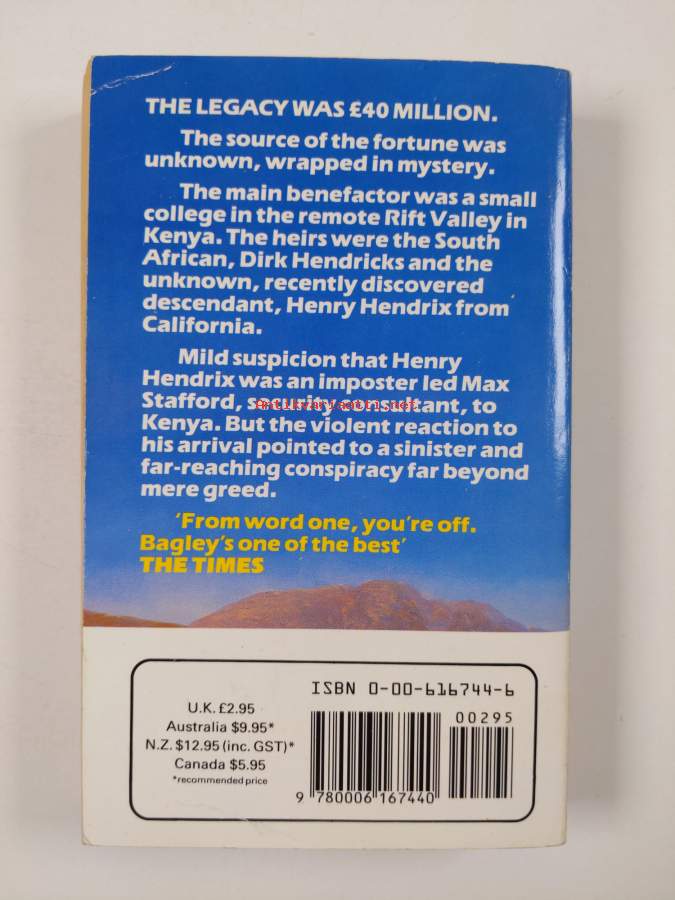 THE LEGACY WAS £40 MILLION.
The source of the fortune was
unknown, wrapped in mystery.
The main benefactor was a small
college in the remote Rift Valley in
Kenya. The heirs were the South
African, Dirk Hendricks and the
unknown, recently discovered
descendant, Henry Hendrix from
California.
Mild suspicion that Henry
Hendrix was an imposter led Max
Stafford, security consultant, to
Antikvariaatti.net
Kenya. But the violent reaction to
his arrival pointed to a sinister and
far-reaching conspiracy far beyond
mere greed.
'From word one, you're off.
Bagley's one of the best'
THE TIMES
ISBN 0-00-616744-6
U.K. £2.95
Australia $9.95*
N.Z. $12.95 (inc. GST)*
Canada $5.95
*recommended price
00295
9 780006 167440